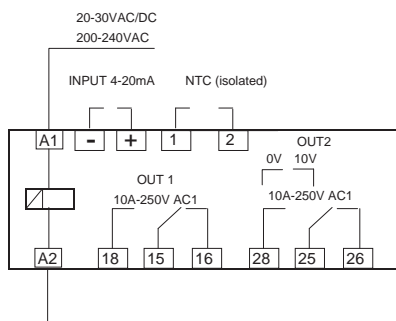 20-30VAC/DC
200-240VAC
INPUT 4-20mA NTC (isolated)
A1 - + 1 2
OUT2
0V 10V
OUT 1
10A-250V AC1 10A-250V AC1
A2 18 15 16 28 25 26